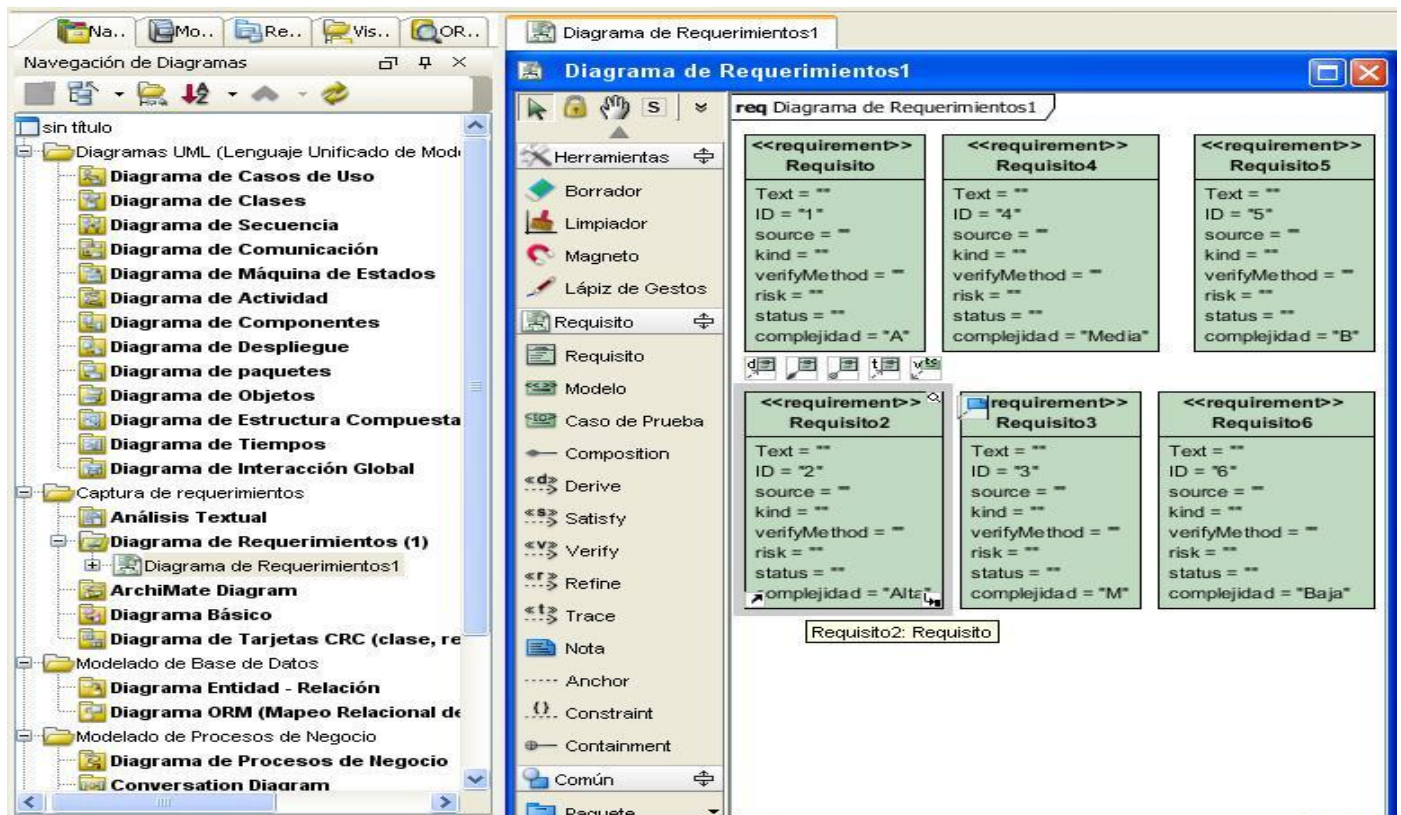 Na..
Mo..
Re..
Vis..
OR..
Navegación de Diagramas
sin título
Diagramas UML (Lenguaje Unificado de Mod
Diagrama de Casos de Uso
Diagrama de Clases
Diagrama de Secuencia
Diagrama de Comunicación
Diagrama de Máquina de Estados
Diagrama de Actividad
Diagrama de Componentes
Diagrama de Despliegue
Diagrama de paquetes
Diagrama de Objetos
Diagrama de Estructura Compuesta
Diagrama de Tiempos
Diagrama de Interacción Global
Captura de requerimientos
Análisis Textual
Diagrama de Requerimientos (1)
Diagrama de Requerimientos1
ArchiMate Diagram
Diagrama Básico
Diagrama de Tarjetas CRC (clase, re
Modelado de Base de Datos
Diagrama Entidad - Relación
Diagrama ORM (Mapeo Relacional de
Modelado de Procesos de Negocio
Diagrama de Procesos de Negocio
Conversation Diagram
Diagrama de Requerimientos1
Diagrama de Requerimientos1
S
Herramientas
Borrador
Limpiador
Magneto
Lápiz de Gestos
Requisito
Requisito
Modelo
Caso de Prueba
Composition
Derive
Satisfy
Verify
Refine
Trace
Nota
Anchor
Constraint
Containment
Común
Paquete
req Diagrama de Requerimientos1
<<requirement>>
Requisito
Text = ""
ID = "1"
source = ""
kind = ""
verifyMethod = ""
risk = ""
status = ""
complejidad = "A"
<<requirement>>
Requisito4
Text = ""
ID = "4"
source = ""
kind = ""
verifyMethod = ""
risk = ""
status = ""
complejidad = "Media"
<<requirement>>
Requisito5
Text = ""
ID = "5"
source = ""
kind = ""
verifyMethod = ""
risk = ""
status = ""
complejidad = "B"
<<requirement>>
Requisito2
Text = ""
ID = "2"
source = ""
kind = ""
verifyMethod = ""
risk = ""
status = ""
omplejidad = "Alta"
requirement>>
Requisito3
Text = ""
ID = "3"
source = ""
kind = ""
verifyMethod = ""
risk = ""
status = ""
complejidad = "M"
<<requirement>>
Requisito6
Text = ""
ID = "6"
source = ""
kind = ""
verifyMethod = ""
risk = ""
status = ""
complejidad = "Baja"
Requisito2: Requisito